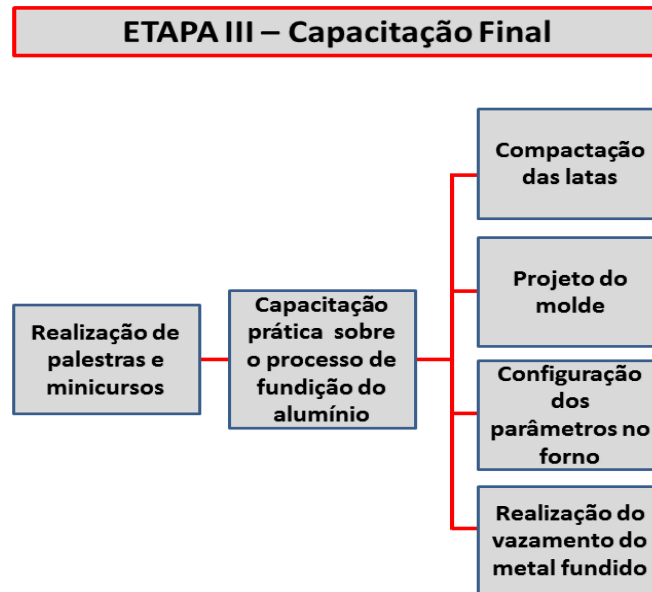 ETAPA III – Capacitação Final
Realização de
palestras e
minicursos
Capacitação
prática sobre
o processo de
fundição do
alumínio
Compactação
das latas
Projeto do
molde
Configuração
dos
parâmetros no
forno
Realização do
vazamento do
metal fundido